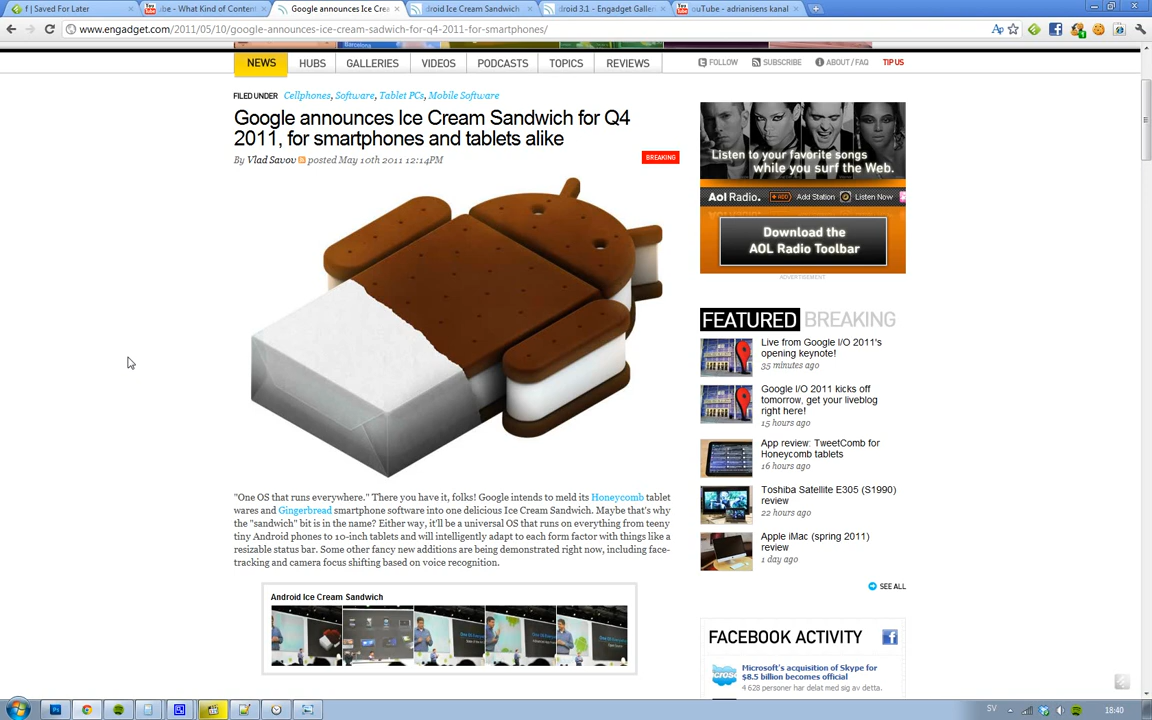 f | Saved For Later
be - What Kind of Content
Google announces Ice Crea
droid Ice Cream Sandwich
droid 3.1 - Engadget Galler
ouTube - adrianisens kanal
www.engadget.com/2011/05/10/google-announces-ice-cream-sadwich-for-q4-2011-for-smartphones/
NEWS HUBS GALLERIES VIDEOS PODCASTS TOPICS REVIEWS
FOLLOW SUBSCRIBE ABOUT / FAQ TIP US
FILED UNDER Cellphones, Software, Tablet PCs, Mobile Software
Google announces Ice Cream Sandwich for Q4
2011, for smartphones and tablets alike
By Vlad Savov posted May 10th 2011 12:14PM
BREAKING
"One OS that runs everywhere." There you have it, folks! Google intends to meld its Honeycomb tablet
wares and Gingerbread smartphone software into one delicious Ice Cream Sandwich. Maybe that's why
the "sandwich" bit is in the name? Either way, it'll be a universal OS that runs on everything from teeny
tiny Android phones to 10-inch tablets and will intelligently adapt to each form factor with things like a
resizable status bar. Some other fancy new additions are being demonstrated right now, including face-
tracking and camera focus shifting based on voice recognition.
Android Ice Cream Sandwich
Listen to your favorite songs
while you surf the Web.
Aol Radio. + ADD Add Station Listen Now
Download the
AOL Radio Toolbar
ADVERTISEMENT
FEATURED BREAKING
Live from Google I/O 2011's
opening keynote!
35 minutes ago
Google I/O 2011 kicks off
tomorrow, get your liveblog
right here!
15 hours ago
App review: TweetComb for
Honeycomb tablets
16 hours ago
Toshiba Satellite E305 (S1990)
review
22 hours ago
Apple iMac (spring 2011)
review
1 day ago
SEE ALL
FACEBOOK ACTIVITY
Microsoft's acquisition of Skype for
$8.5 billion becomes official
4 628 personer har delat med sig av detta.
SV
18:40